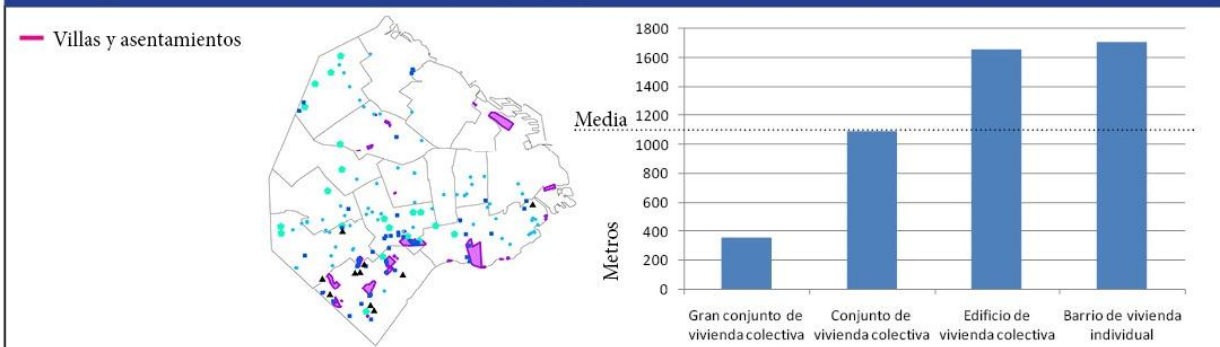 Villas y asentamientos
Media
Metros
1800
1600
1400
1200
1000
800
600
400
200
0
Gran conjunto de
vivienda colectiva
Conjunto de
vivienda colectiva
Edificio de
vivienda colectiva
Barrio de vivienda
individual